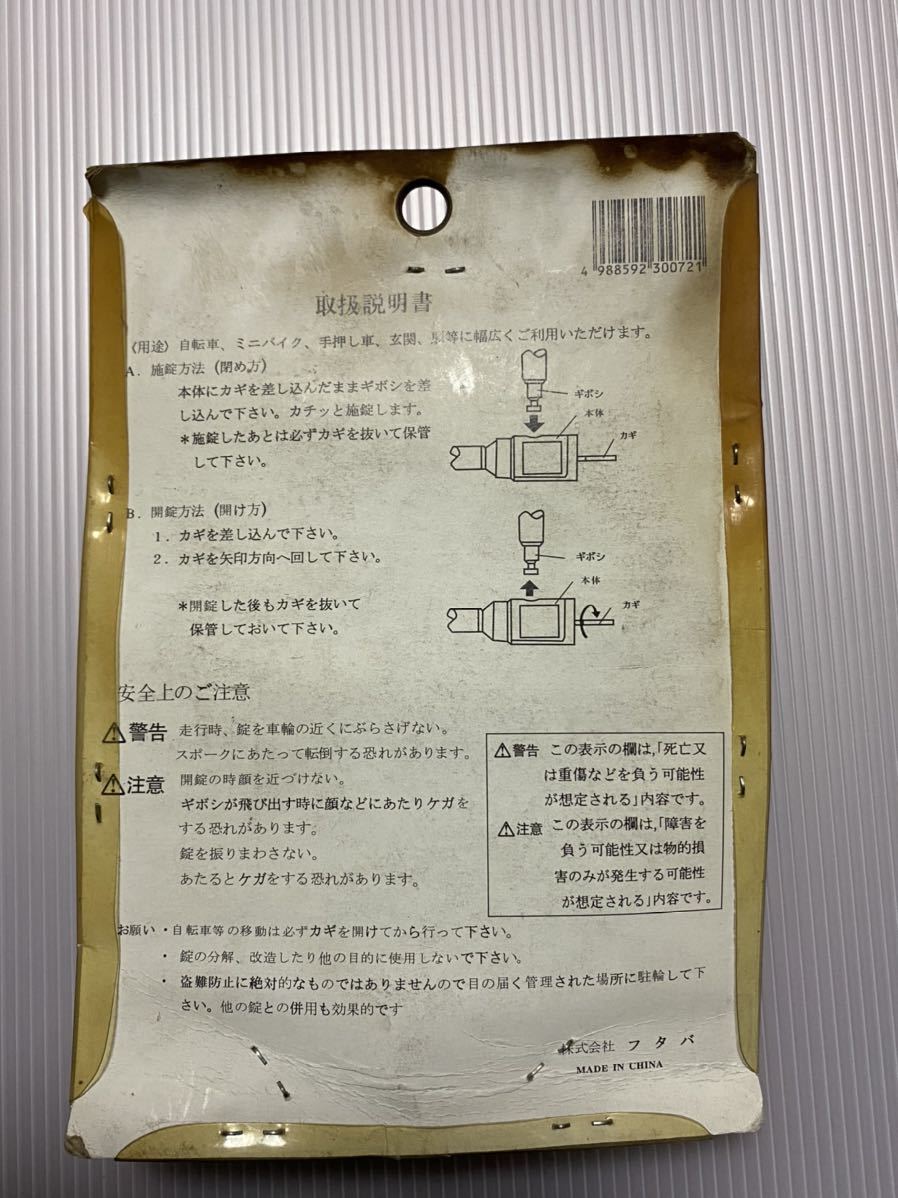 4 988592 300721
取扱説明書
〈用途〉自転車、ミニバイク、手押し車、玄関、等に幅広くご利用いただけます。
A. 施錠方法 (閉め方)
本体にカギを差し込んだままギボシを差
し込んで下さい。カチッと施錠します。
*施錠したあとは必ずカギを抜いて保管
して下さい。
ギボシ
本体
カギ
B. 開錠方法 (開け方)
1. カギを差し込んで下さい。
2. カギを矢印方向へ回して下さい。
*開錠した後もカギを抜いて
保管しておいて下さい。
ギボシ
本体
カギ
安全上のご注意
⚠警告 走行時、錠を車輪の近くにぶらさげない。
スポークにあたって転倒する恐れがあります。
⚠注意 開錠の時顔を近づけない。
ギボシが飛び出す時に顔などにあたりケガを
する恐れがあります。
錠を振りまわさない。
あたるとケガをする恐れがあります。
⚠警告 この表示の欄は、「死亡又
は重傷などを負う可能性
が想定される」内容です。
⚠注意 この表示の欄は、「障害を
負う可能性又は物的損
害のみが発生する可能性
が想定される」内容です。
お願い・自転車等の移動は必ずカギを開けてから行って下さい。
・錠の分解、改造したり他の目的に使用しないで下さい。
・盗難防止に絶対的なものではありませんので目の届く管理された場所に駐輪して下
さい。他の錠との併用も効果的です
株式会社 フタバ
MADE IN CHINA